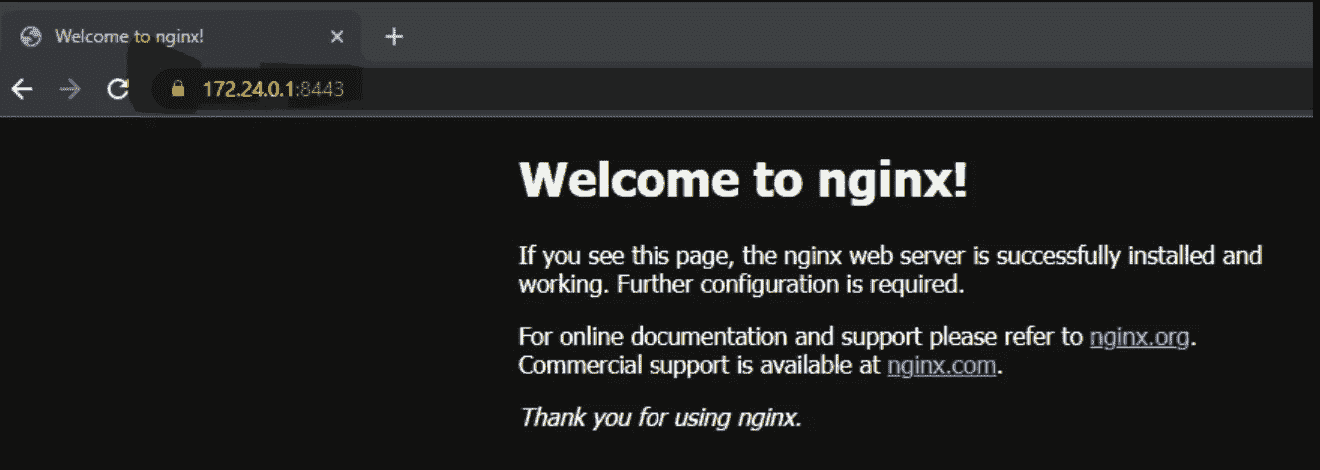 Welcome to nginx!
172.24.0.1:8443
Welcome to nginx!
If you see this page, the nginx web server is successfully installed and
working. Further configuration is required.
For online documentation and support please refer to nginx.org.
Commercial support is available at nginx.com.
Thank you for using nginx.